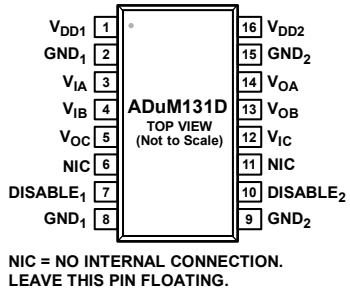 VDD1 1 16 VDD2
GND1 2 15 GND2
VIA 3 14 VOA
VIB 4 ADuM131D 13 VOB
TOP VIEW
VOC 5 (Not to Scale) 12 VIC
NIC 6 11 NIC
DISABLE1 7 10 DISABLE2
GND1 8 9 GND2
NIC = NO INTERNAL CONNECTION.
LEAVE THIS PIN FLOATING.